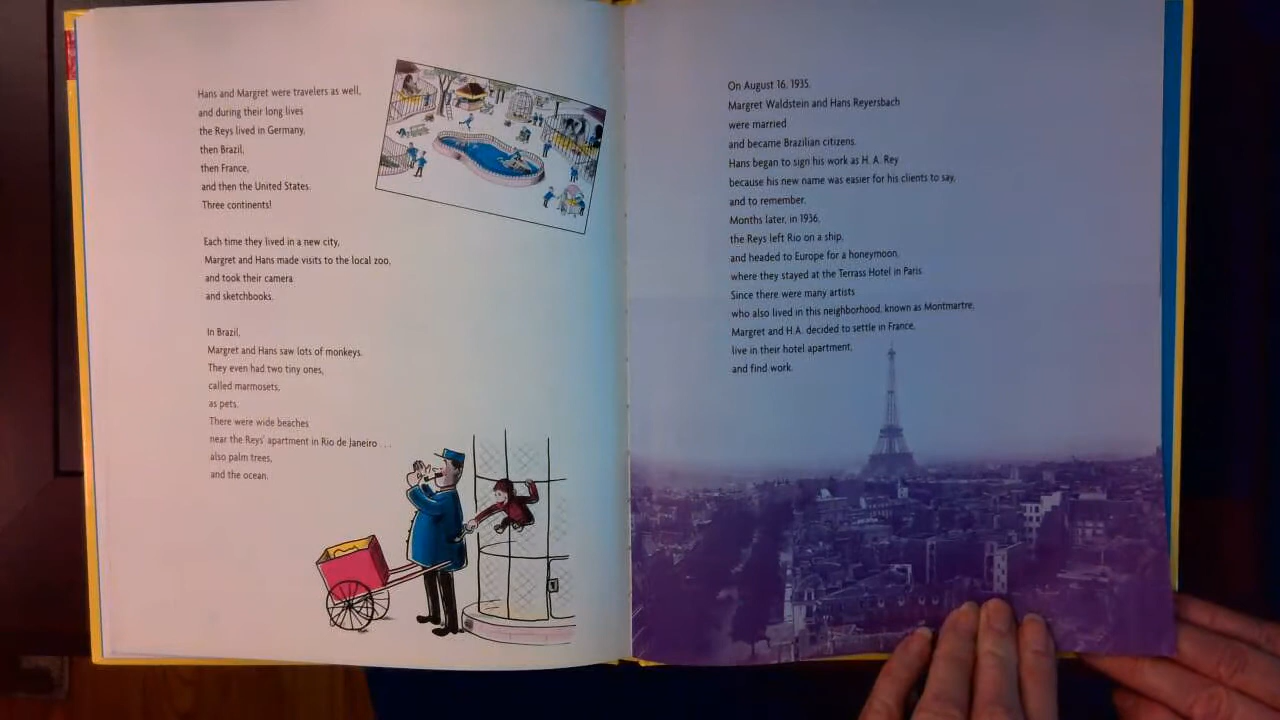 Hans and Margret were travelers as well,
and during their long lives
the Reys lived in Germany,
then Brazil,
then France,
and then the United States.
Three continents!
Each time they lived in a new city,
Margret and Hans made visits to the local zoo,
and took their camera
and sketchbooks.
In Brazil,
Margret and Hans saw lots of monkeys.
They even had two tiny ones,
called marmosets,
as pets.
There were wide beaches
near the Reys' apartment in Rio de Janeiro . . .
also palm trees,
and the ocean.
On August 16, 1935,
Margret Waldstein and Hans Reyersbach
were married
and became Brazilian citizens.
Hans began to sign his work as H. A. Rey
because his new name was easier for his clients to say,
and to remember.
Months later, in 1936,
the Reys left Rio on a ship,
and headed to Europe for a honeymoon,
where they stayed at the Terrass Hotel in Paris.
Since there were many artists
who also lived in this neighborhood, known as Montmartre,
Margret and H.A. decided to settle in France,
live in their hotel apartment,
and find work.